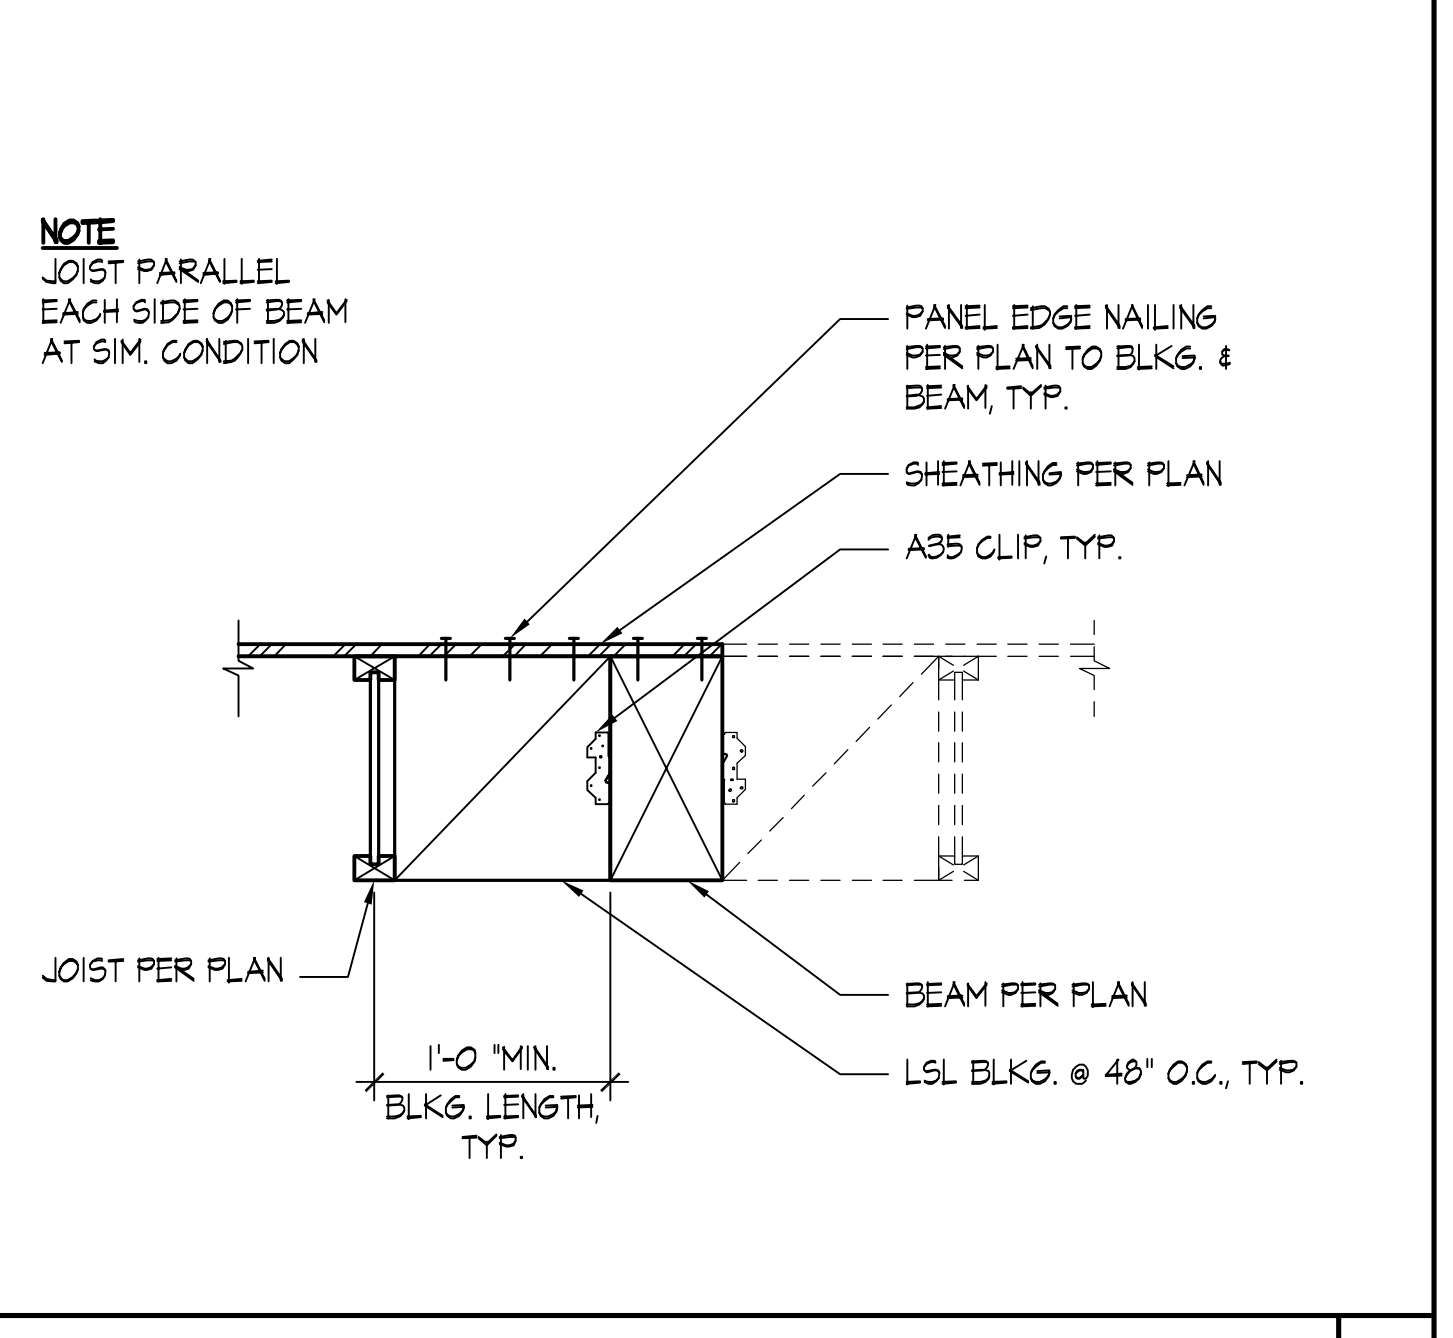 NOTE
JOIST PARALLEL
EACH SIDE OF BEAM
AT SIM. CONDITION
PANEL EDGE NAILING
PER PLAN TO BLKG. &
BEAM, TYP.
SHEATHING PER PLAN
A35 CLIP, TYP.
JOIST PER PLAN
BEAM PER PLAN
1'-0 "MIN.
BLKG. LENGTH,
TYP.
LSL BLKG. @ 48" O.C., TYP.